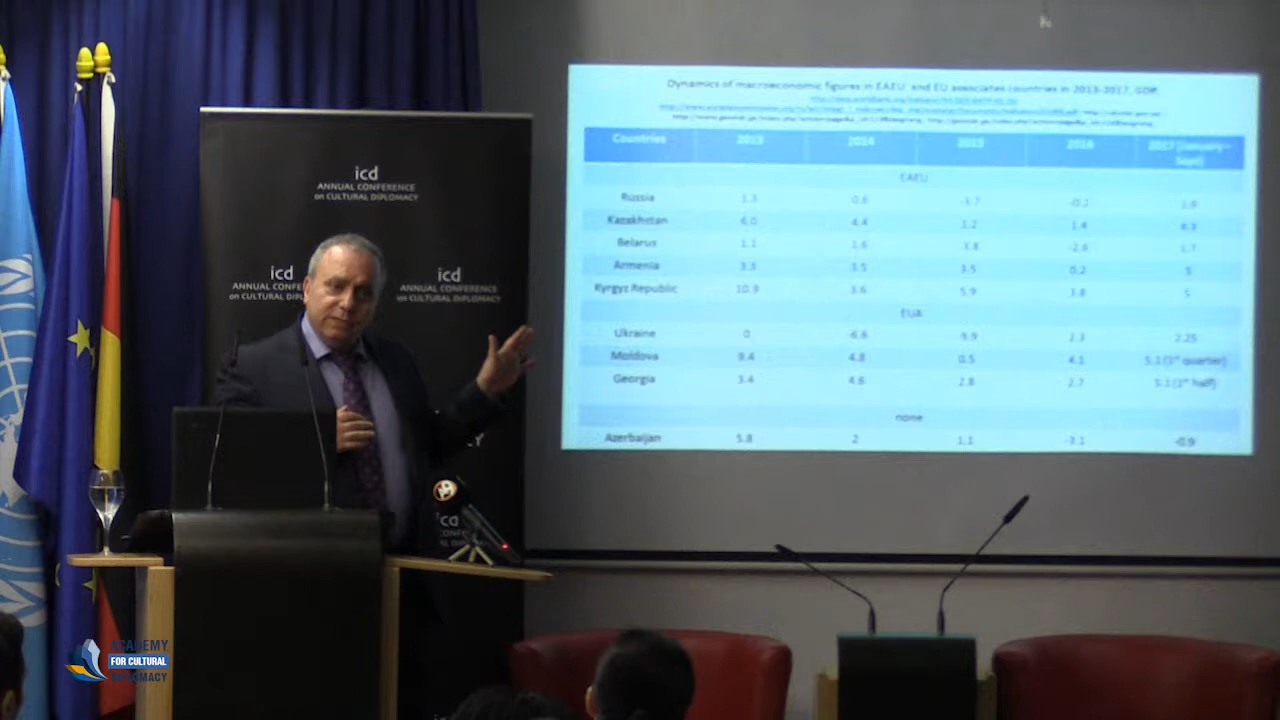 icd
ANNUAL CONFERENCE
on CULTURAL DIPLOMACY
icd
ANNUAL CONFERENCE
on CULTURAL
icd
ANNUAL CONFERENCE
on CULTURAL DIPLOMACY
Dynamics of macroeconomic figures in EAEU and EU associates countries in 2013-2017, GDP
Countries 2013 2014 2015 2016 2017 (January - Sept)
EAEU
Russia 1.3 0.6 -3.7 -0.2
Kazakhstan 6.0 4.4 1.2 1.4 4.3
Belarus 1.1 1.6 3.8 -2.6 1.7
Armenia 3.3 3.5 3.5 0.2 5
Kyrgyz Republic 10.9 3.6 5.9 3.8 5
EUA
Ukraine 0 -6.6 -9.9 2.3 2.25
Moldova 9.4 4.8 0.5 4.1 5.1 (1st quarter)
Georgia 3.4 4.6 2.8 2.7 5.1 (1st half)
none
Azerbaijan 5.8 2 1.1 -3.1 -0.9
ACADEMY
FOR CULTURAL
DIPLOMACY